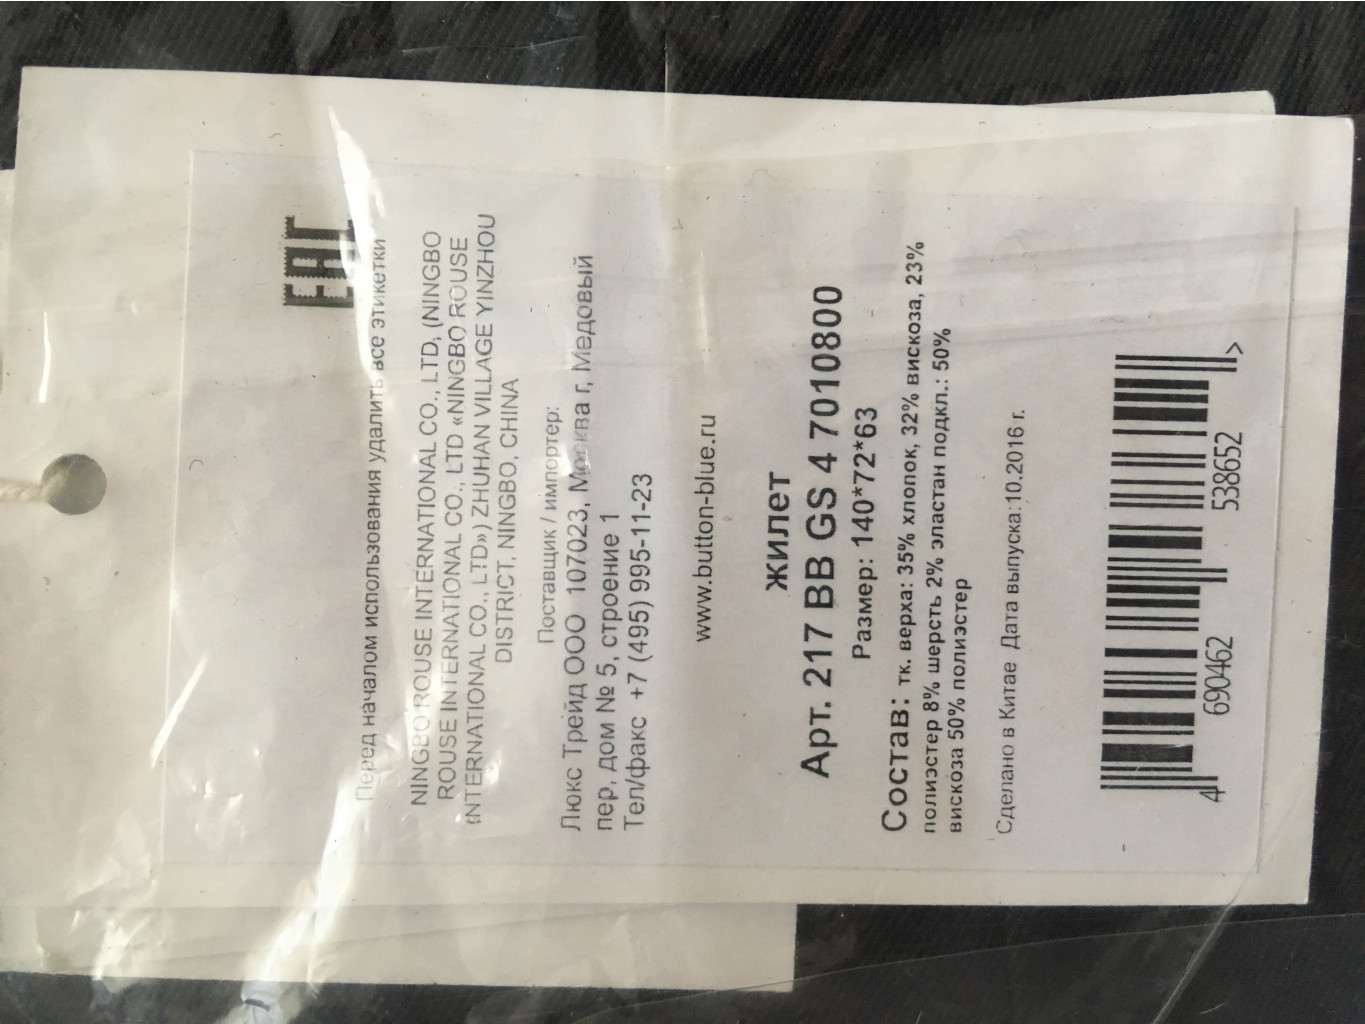 EAC
Перед началом использования удалить все этикетки
NINGBO ROUSE INTERNATIONAL CO., LTD, (NINGBO
ROUSE INTERNATIONAL CO., LTD «NINGBO ROUSE
INTERNATIONAL CO., LTD») ZHUHAN VILLAGE YINZHOU
DISTRICT, NINGBO, CHINA
Поставщик / импортер:
Люкс Трейд ООО 107023, Москва г, Медовый
пер, дом № 5, строение 1
Тел/факс +7 (495) 995-11-23
www.button-blue.ru
жилет
Арт. 217 BB GS 4 7010800
Размер: 140*72*63
Состав: тк. верха: 35% хлопок, 32% вискоза, 23%
полиэстер 8% шерсть 2% эластан подкл.: 50%
вискоза 50% полиэстер
Сделано в Китае Дата выпуска:10.2016 г.
4 690462 538652 >